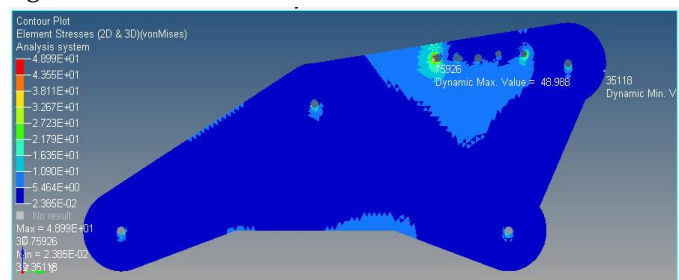 Contour Plot
Element Stresses (2D & 3D)(vonMises)
Analysis system
4.899E+01
4.355E+01
3.811E+01
3.267E+01
2.723E+01
2.179E+01
1.635E+01
1.090E+01
5.464E+00
2.385E-02
No result
Max = 4.899E+01
3D 75926
Min = 2.385E-02
3D 35118
75926
Dynamic Max. Value = 48.988
35118
Dynamic Min. V